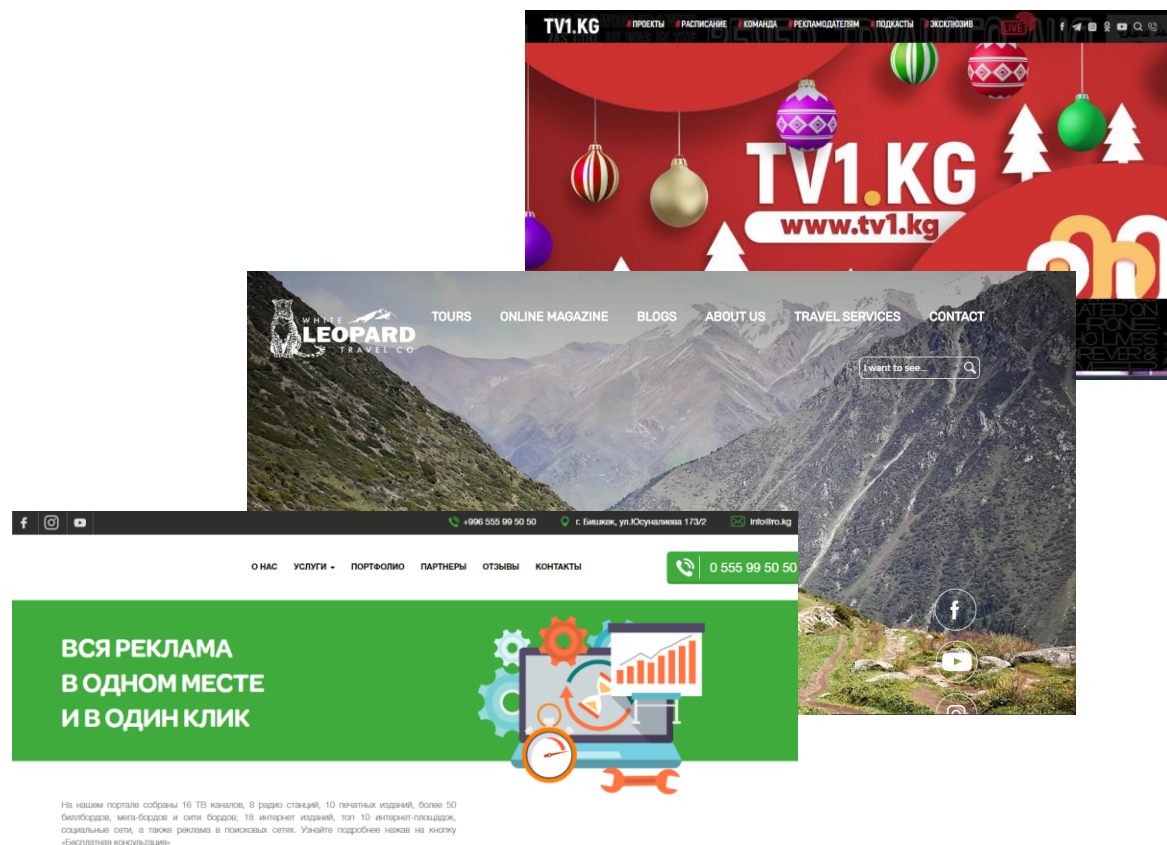 TV1.KG
#ПРОЕКТЫ #РАСПИСАНИЕ #КОМАНДА #РЕКЛАМОДАТЕЛЯМ #ПОДКАСТЫ #ЭКСКЛЮЗИВ
LIVE
TV1.KG
www.tv1.kg
WHITE
LEOPARD
TRAVEL CO
TOURS ONLINE MAGAZINE BLOGS ABOUT US TRAVEL SERVICES CONTACT
I want to see...
+996 555 99 50 50 г. Бишкек, ул.Юсуналиева 173/2 info@ro.kg
О НАС УСЛУГИ ПОРТФОЛИО ПАРТНЕРЫ ОТЗЫВЫ КОНТАКТЫ
0 555 99 50 50
ВСЯ РЕКЛАМА
В ОДНОМ МЕСТЕ
И В ОДИН КЛИК
На нашем портале собраны 16 ТВ каналов, 8 радио станций, 10 печатных изданий, более 50
биллбордов, мега-бордов и сити бордов; 18 интернет изданий, топ 10 интернет-площадок,
социальные сети, а также реклама в поисковых сетях. Узнайте подробнее нажав на кнопку
«Бесплатная консультация»